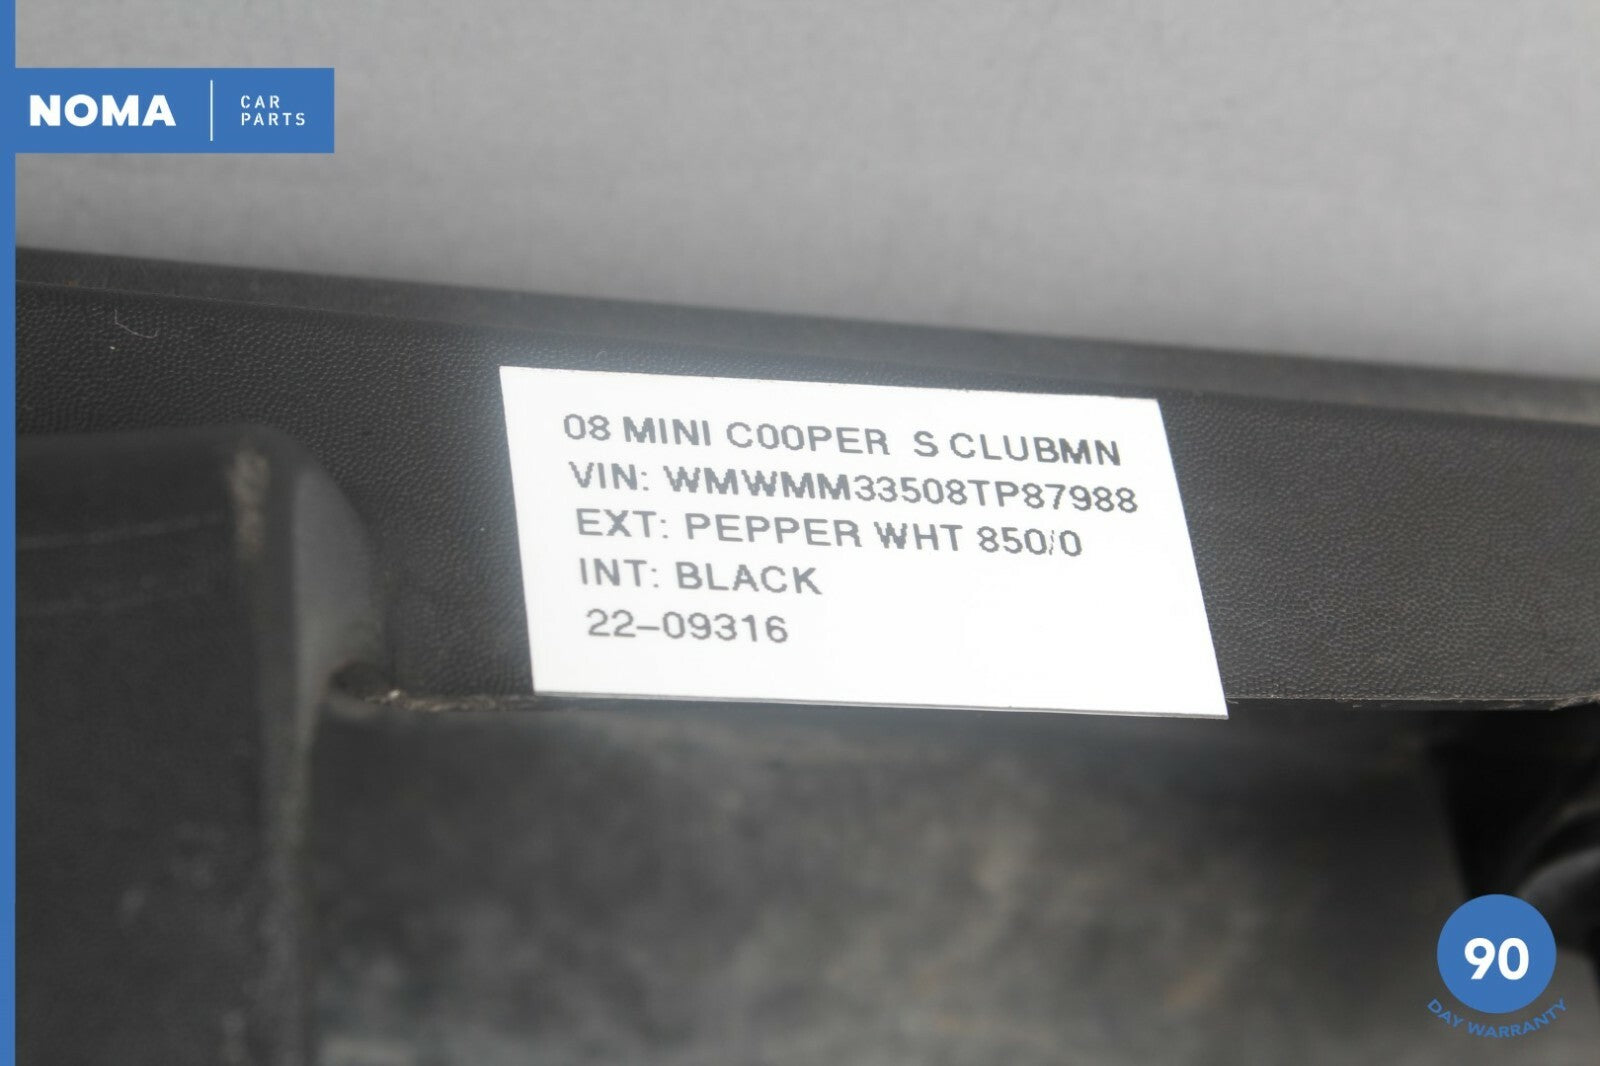 NOMA
CAR
PARTS
08 MINI COOPER S CLUBMN
VIN: WMWMM33508TP87988
EXT: PEPPER WHT 850/0
INT: BLACK
22-09316
90
DAY WARRANTY